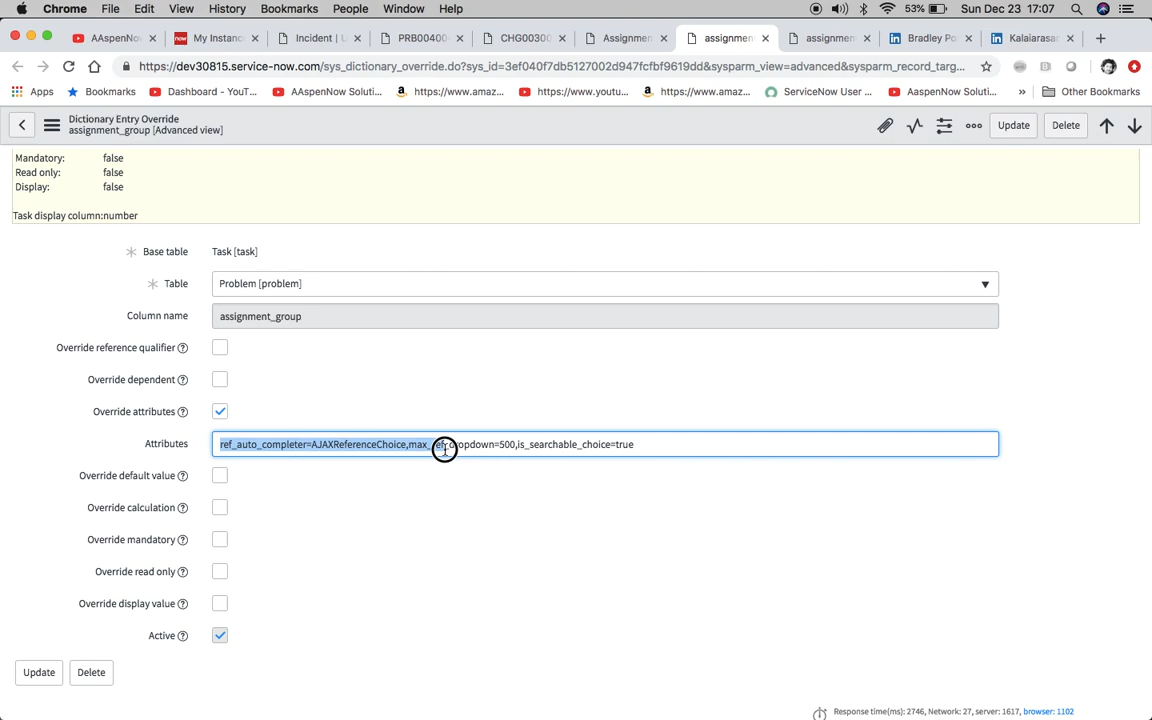 Chrome File Edit View History Bookmarks People Window Help 53% Sun Dec 23 17:07
AAspenNow My Instanc Incident | L PRB00400 CHG00300 Assignmen assignmen assignmen Bradley Po Kalaiarasan
https://dev30815.service-now.com/sys_dictionary_override.do?sys_id=3ef040f7db5127002d947fcfbf9619dd&sysparm_view=advanced&sysparm_record_targ...
Apps Bookmarks Dashboard - YouT... AAspenNow Soluti... https://www.amaz... https://www.youtu... https://www.amaz... ServiceNow User ... AaspenNow Soluti... » Other Bookmarks
Dictionary Entry Override
assignment_group [Advanced view]
Update Delete
Mandatory: false
Read only: false
Display: false
Task display column:number
Base table Task [task]
Table Problem [problem]
Column name assignment_group
Override reference qualifier
Override dependent
Override attributes
Attributes ref_auto_completer=AJAXReferenceChoice,max_ref_dropdown=500,is_searchable_choice=true
Override default value
Override calculation
Override mandatory
Override read only
Override display value
Active
Update Delete
Response time(ms): 2746, Network: 27, server: 1617, browser: 1102